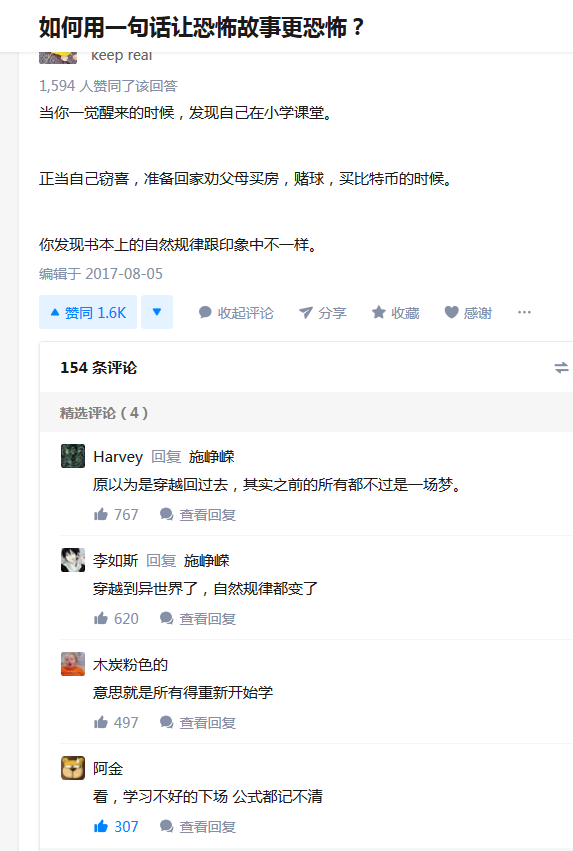 如何用一句话让恐怖故事更恐怖？
keep real
1,594 人赞同了该回答
当你一觉醒来的时候，发现自己在小学课堂。
正当自己窃喜，准备回家劝父母买房，赌球，买比特币的时候。
你发现书本上的自然规律跟印象中不一样。
编辑于 2017-08-05
赞同 1.6K 收起评论 分享 收藏 感谢 ...
154 条评论
精选评论（4）
Harvey 回复 施峥嵘
原以为是穿越回过去，其实之前的所有都不过是一场梦。
767 查看回复
李如斯 回复 施峥嵘
穿越到异世界了，自然规律都变了
620 查看回复
木炭粉色的
意思就是所有得重新开始学
497 查看回复
阿金
看，学习不好的下场 公式都记不清
307 查看回复